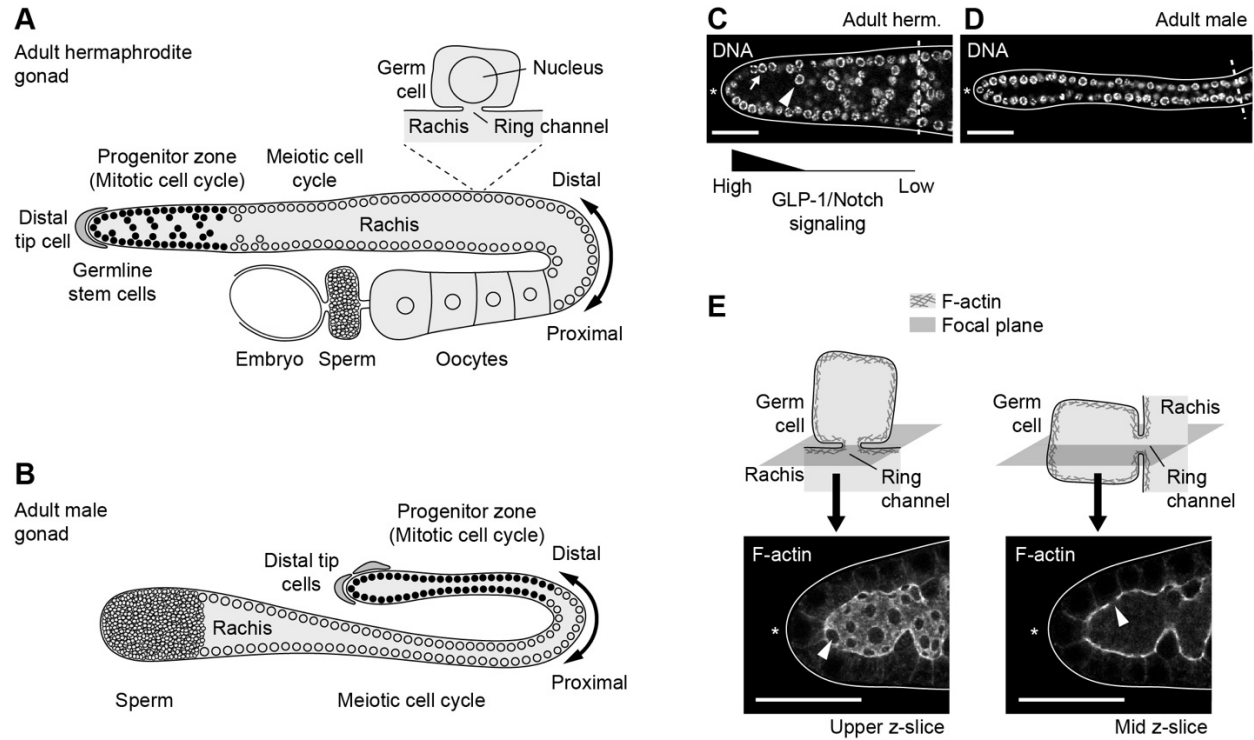 A
Adult hermaphrodite
gonad
Germ
cell
Nucleus
Rachis
Ring channel
Progenitor zone
(Mitotic cell cycle)
Meiotic cell
cycle
Distal
Distal
tip cell
Rachis
Germline
stem cells
Proximal
Embryo
Sperm
Oocytes
B
Adult male
gonad
Progenitor zone
(Mitotic cell cycle)
Distal tip
cells
Distal
Rachis
Proximal
Sperm
Meiotic cell cycle
C
Adult herm.
DNA
*
High
Low
GLP-1/Notch
signaling
D
Adult male
DNA
*
E
F-actin
Focal plane
Germ
cell
Rachis
Ring
channel
Germ
cell
Rachis
Ring
channel
F-actin
*
Upper z-slice
F-actin
*
Mid z-slice